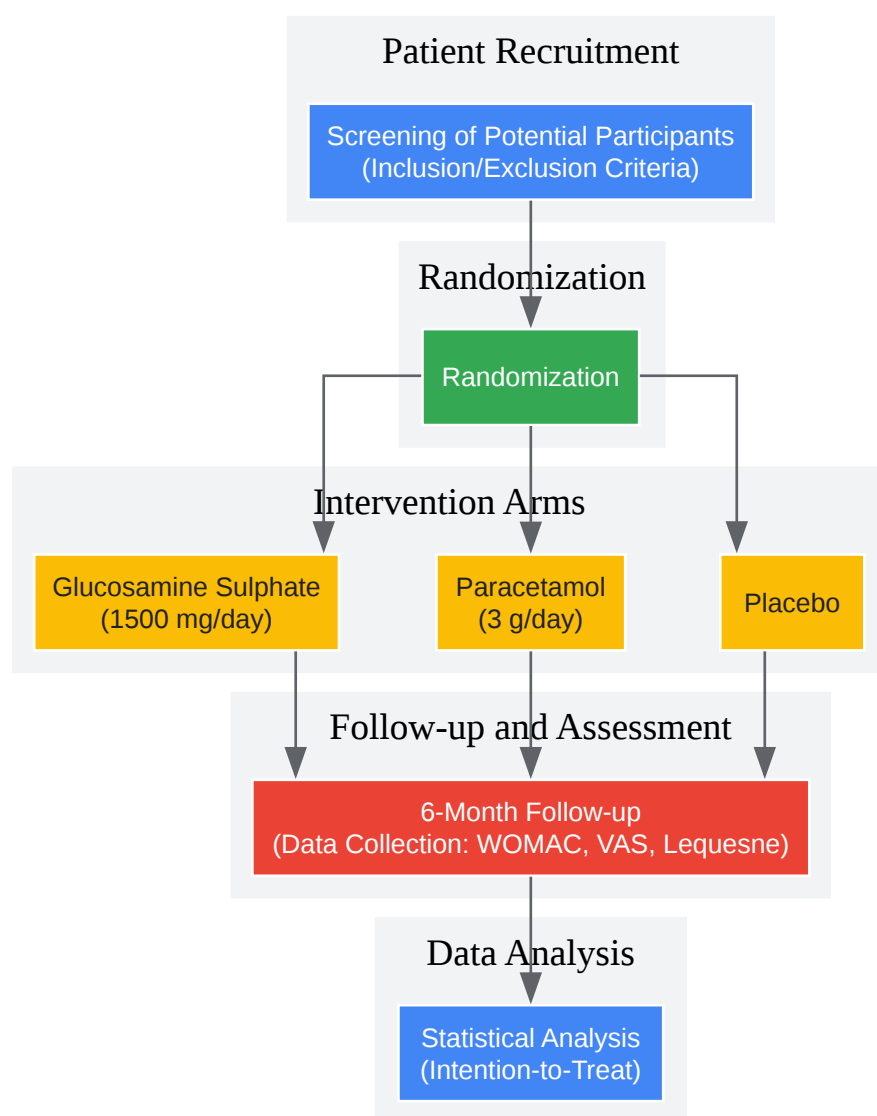 Patient Recruitment
Screening of Potential Participants
(Inclusion/Exclusion Criteria)
Randomization
Randomization
Intervention Arms
Glucosamine Sulphate
(1500 mg/day)
Paracetamol
(3 g/day)
Placebo
Follow-up and Assessment
6-Month Follow-up
(Data Collection: WOMAC, VAS, Lequesne)
Data Analysis
Statistical Analysis
(Intention-to-Treat)